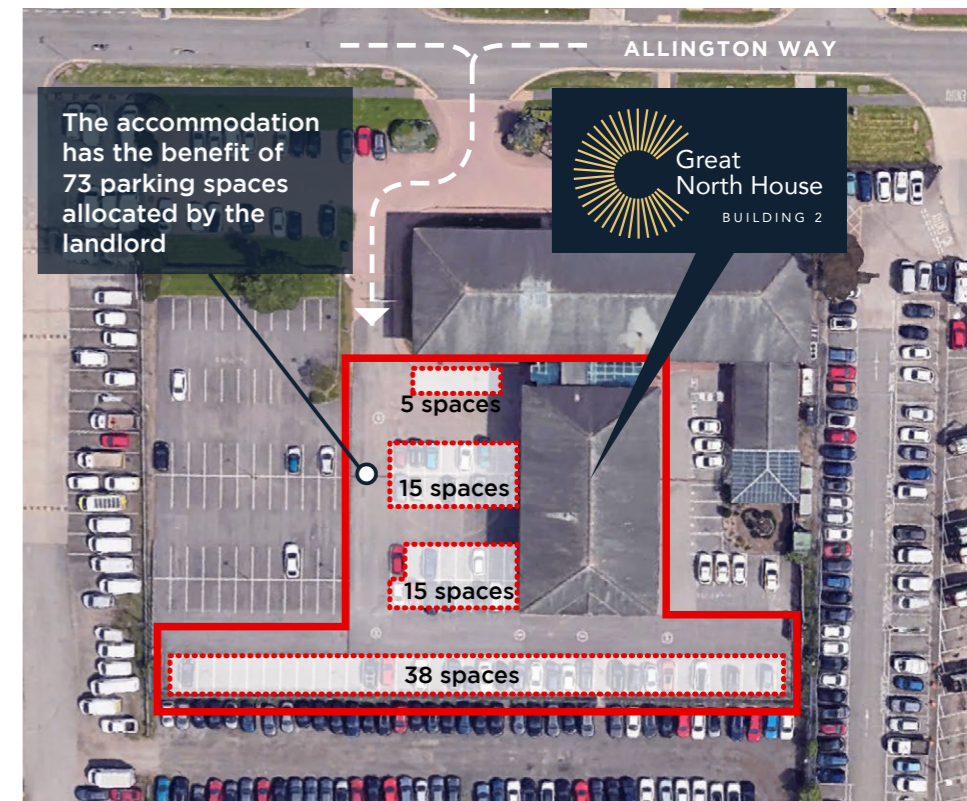 ALLINGTON WAY
The accommodation
has the benefit of
73 parking spaces
allocated by the
landlord
Great
North House
BUILDING 2
5 spaces
15 spaces
15 spaces
38 spaces